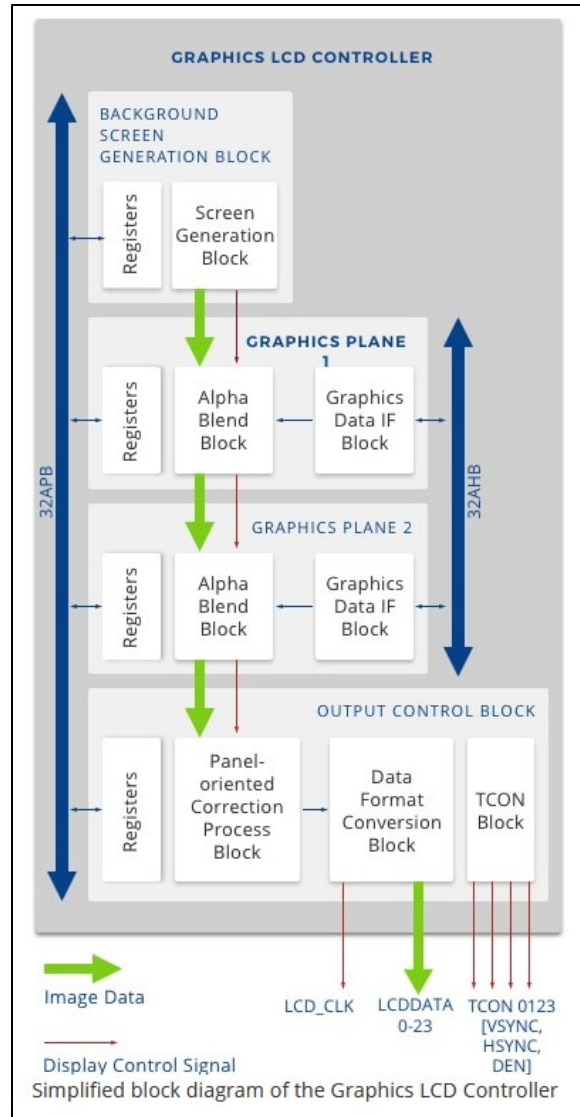 GRAPHICS LCD CONTROLLER
BACKGROUND
SCREEN
GENERATION BLOCK
Registers
Screen
Generation
Block
GRAPHICS PLANE
1
Registers
Alpha
Blend
Block
Graphics
Data IF
Block
32APB
32AHB
GRAPHICS PLANE 2
Registers
Alpha
Blend
Block
Graphics
Data IF
Block
OUTPUT CONTROL BLOCK
Registers
Panel-
oriented
Correction
Process
Block
Data
Format
Conversion
Block
TCON
Block
Image Data
LCD_CLK
LCDDATA
0-23
TCON 0123
[VSYNC,
HSYNC,
DEN]
Display Control Signal
Simplified block diagram of the Graphics LCD Controller